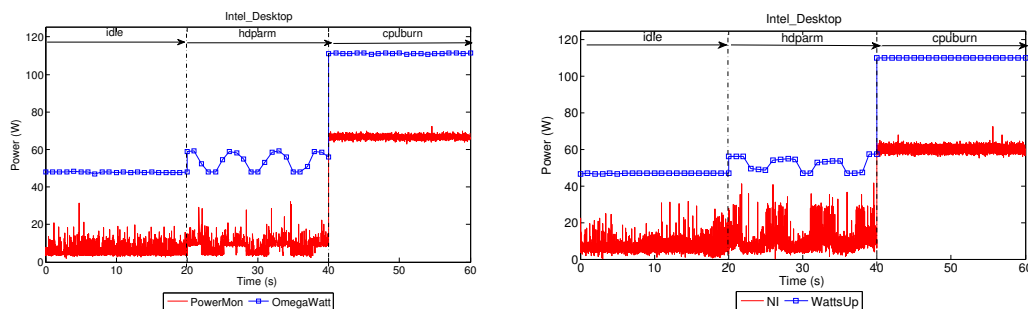 Intel_Desktop
idle hdparm cpuburn
120
100
80
60
40
20
0
Power (W)
0 10 20 30 40 50 60
Time (s)
PowerMon OmegaWatt
Intel_Desktop
idle hdparm cpuburn
120
100
80
60
40
20
0
Power (W)
0 10 20 30 40 50 60
Time (s)
NI WattsUp